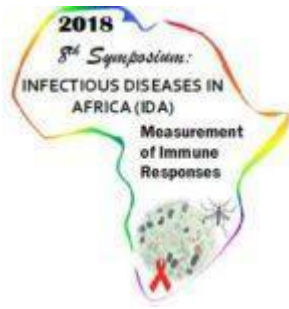 2018
8th Symposium:
INFECTIOUS DISEASES IN
AFRICA (IDA)
Measurement
of Immune
Responses